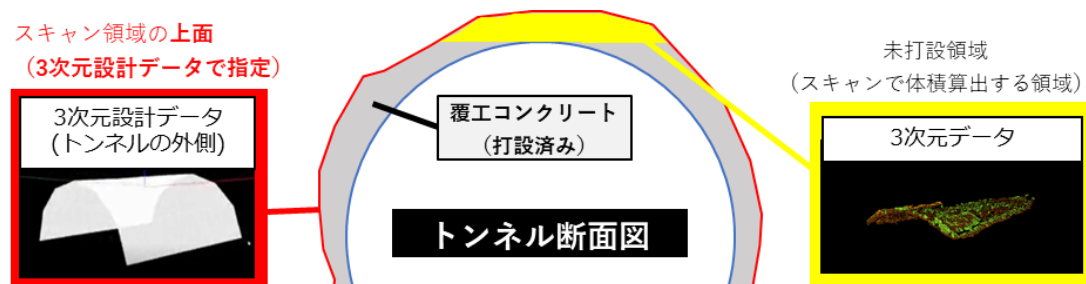 スキャン領域の上面
（3次元設計データで指定）
3次元設計データ
(トンネルの外側)
覆工コンクリート
（打設済み）
トンネル断面図
未打設領域
（スキャンで体積算出する領域）
3次元データ